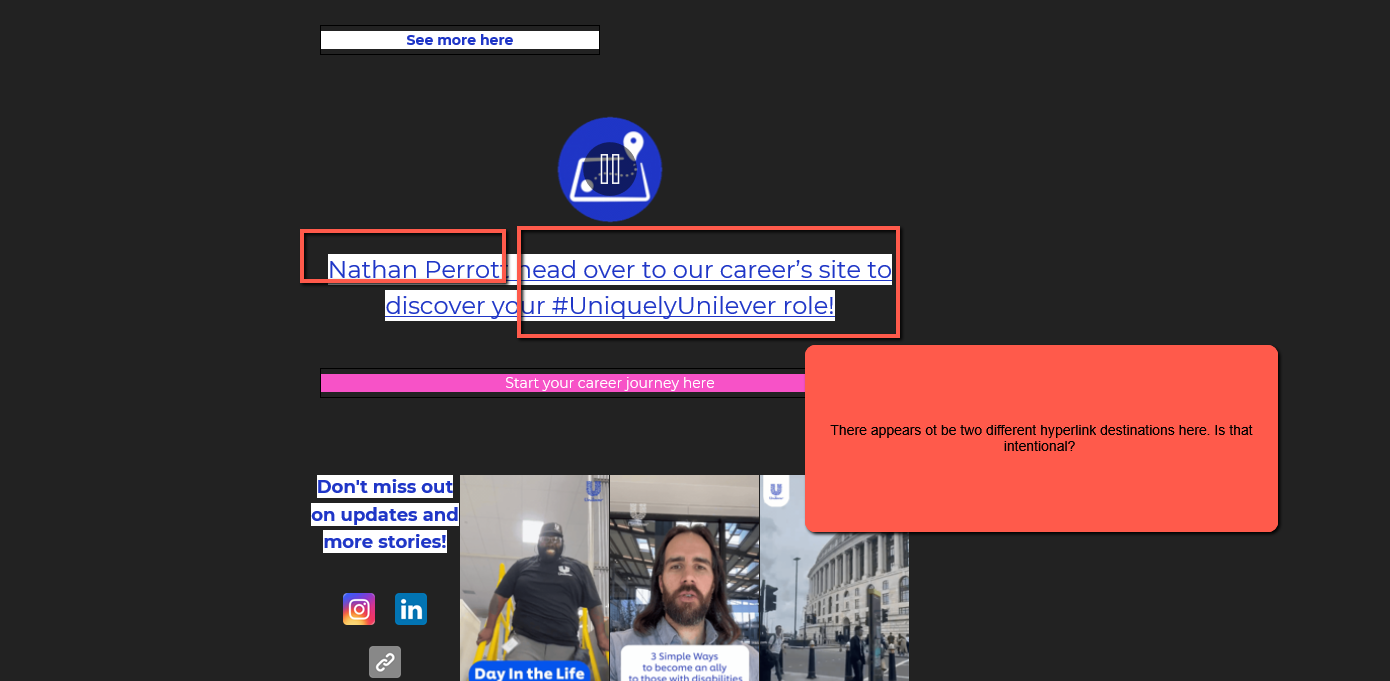 See more here
Nathan Perrott head over to our career’s site to
discover your #UniquelyUnilever role!
Start your career journey here
There appears ot be two different hyperlink destinations here. Is that
intentional?
Don't miss out
on updates and
more stories!
in
Day In the Life
3 Simple Ways
to become an ally
to those with disabilities